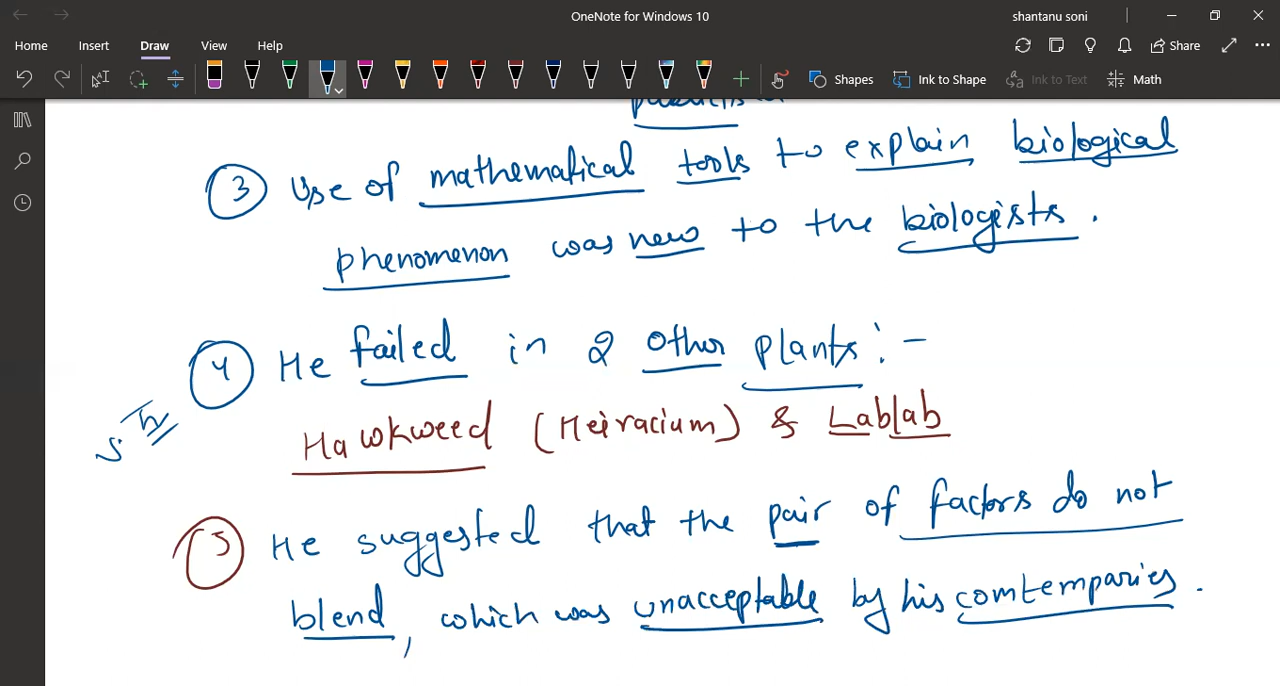 OneNote for Windows 10
shantanu soni
Home Insert Draw View Help
Share
Shapes Ink to Shape Ink to Text Math
3 Use of mathematical tools to explain biological
phenomenon was new to the biologists.
4 He failed in 2 other plants :-
Hawkweed (Heiracium) & Lablab
5 He suggested that the pair of factors do not
blend, which was unacceptable by his comtemparies.